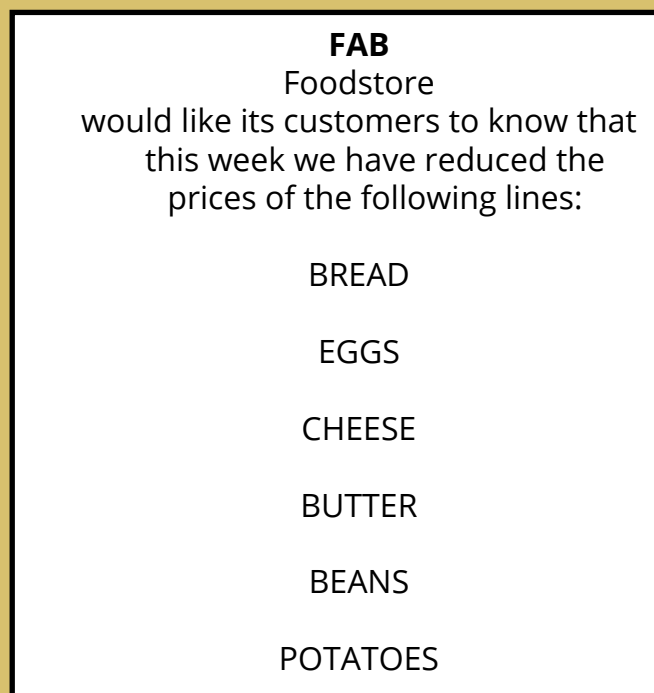 FAB
Foodstore
would like its customers to know that
this week we have reduced the
prices of the following lines:
BREAD
EGGS
CHEESE
BUTTER
BEANS
POTATOES